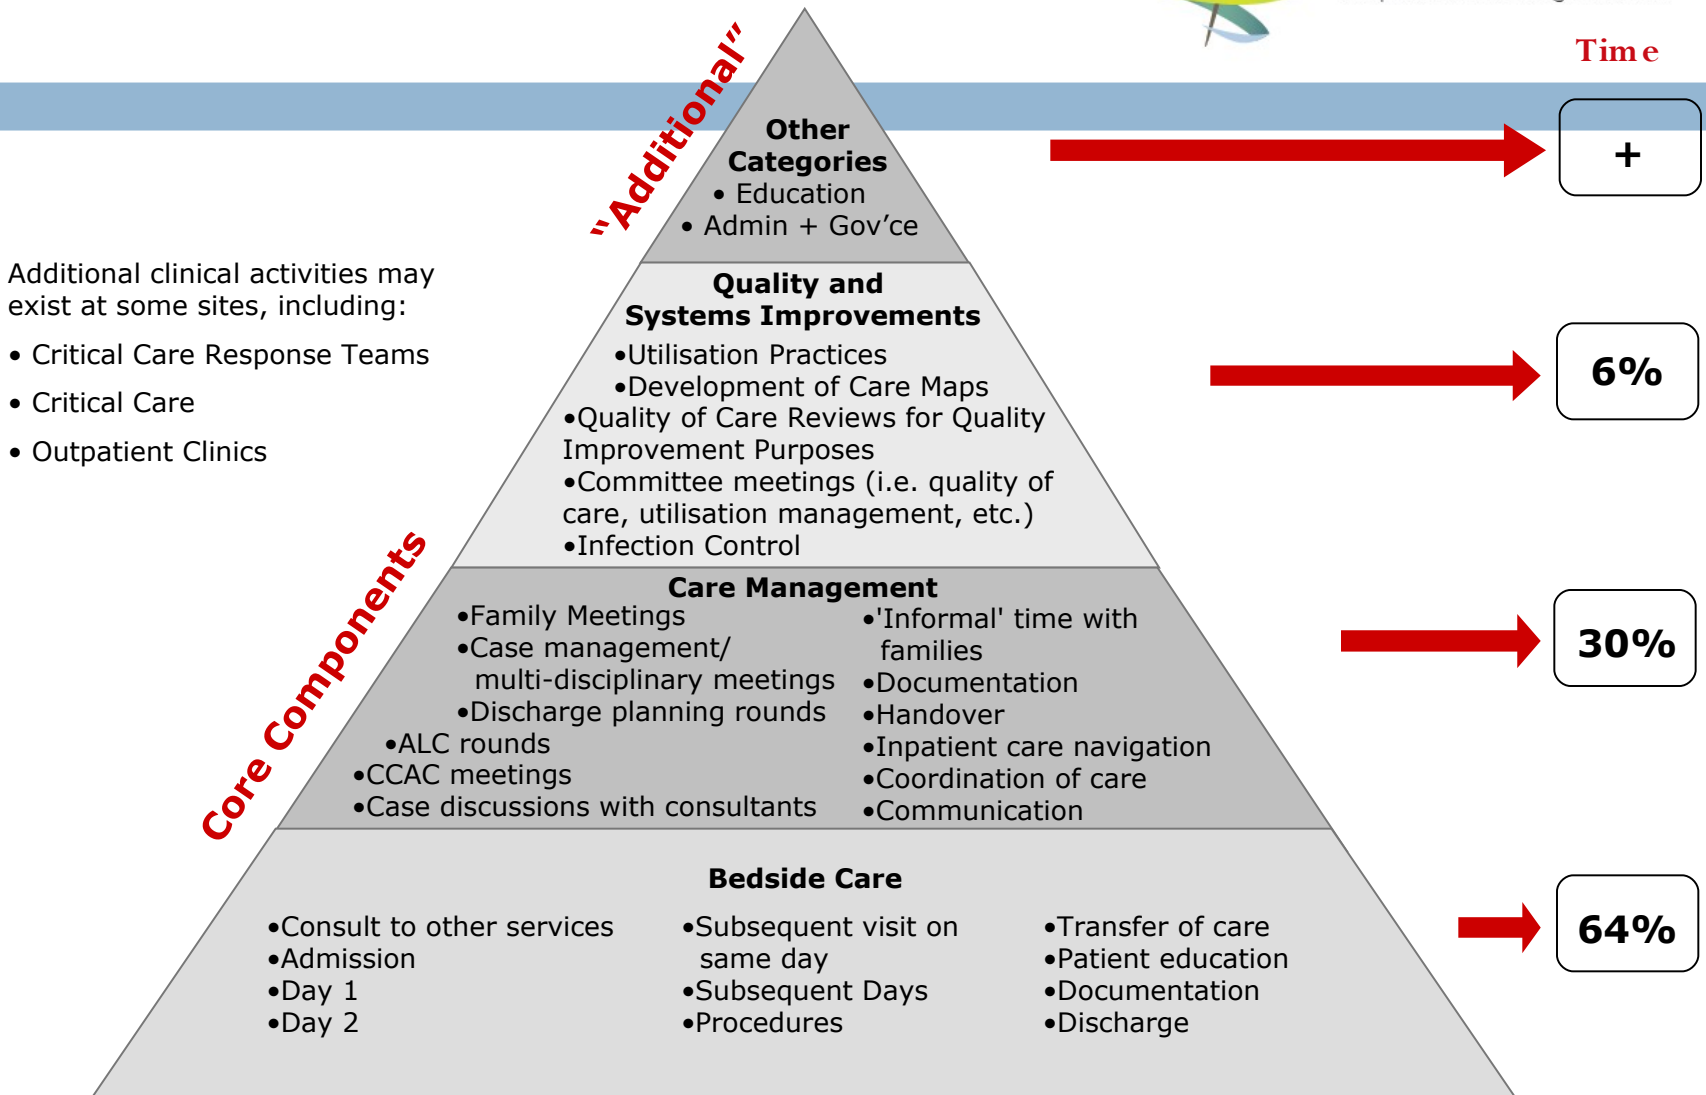 Time
“Additional”
Other
Categories
• Education
• Admin + Gov’ce
+
Additional clinical activities may
exist at some sites, including:
• Critical Care Response Teams
• Critical Care
• Outpatient Clinics
Quality and
Systems Improvements
•Utilisation Practices
•Development of Care Maps
•Quality of Care Reviews for Quality
Improvement Purposes
•Committee meetings (i.e. quality of
care, utilisation management, etc.)
•Infection Control
6%
Core Components
Care Management
•Family Meetings
•Case management/
multi-disciplinary meetings
•Discharge planning rounds
•ALC rounds
•CCAC meetings
•Case discussions with consultants
•'Informal' time with
families
•Documentation
•Handover
•Inpatient care navigation
•Coordination of care
•Communication
30%
Bedside Care
•Consult to other services
•Admission
•Day 1
•Day 2
•Subsequent visit on
same day
•Subsequent Days
•Procedures
•Transfer of care
•Patient education
•Documentation
•Discharge
64%